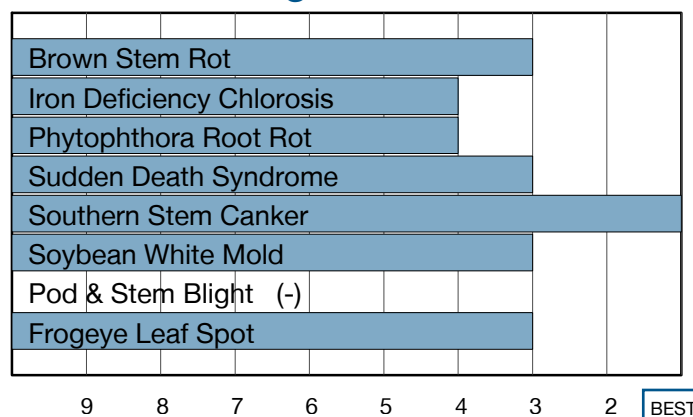 Brown Stem Rot
Iron Deficiency Chlorosis
Phytophthora Root Rot
Sudden Death Syndrome
Southern Stem Canker
Soybean White Mold
Pod & Stem Blight (-)
Frogeye Leaf Spot
9 8 7 6 5 4 3 2 BEST